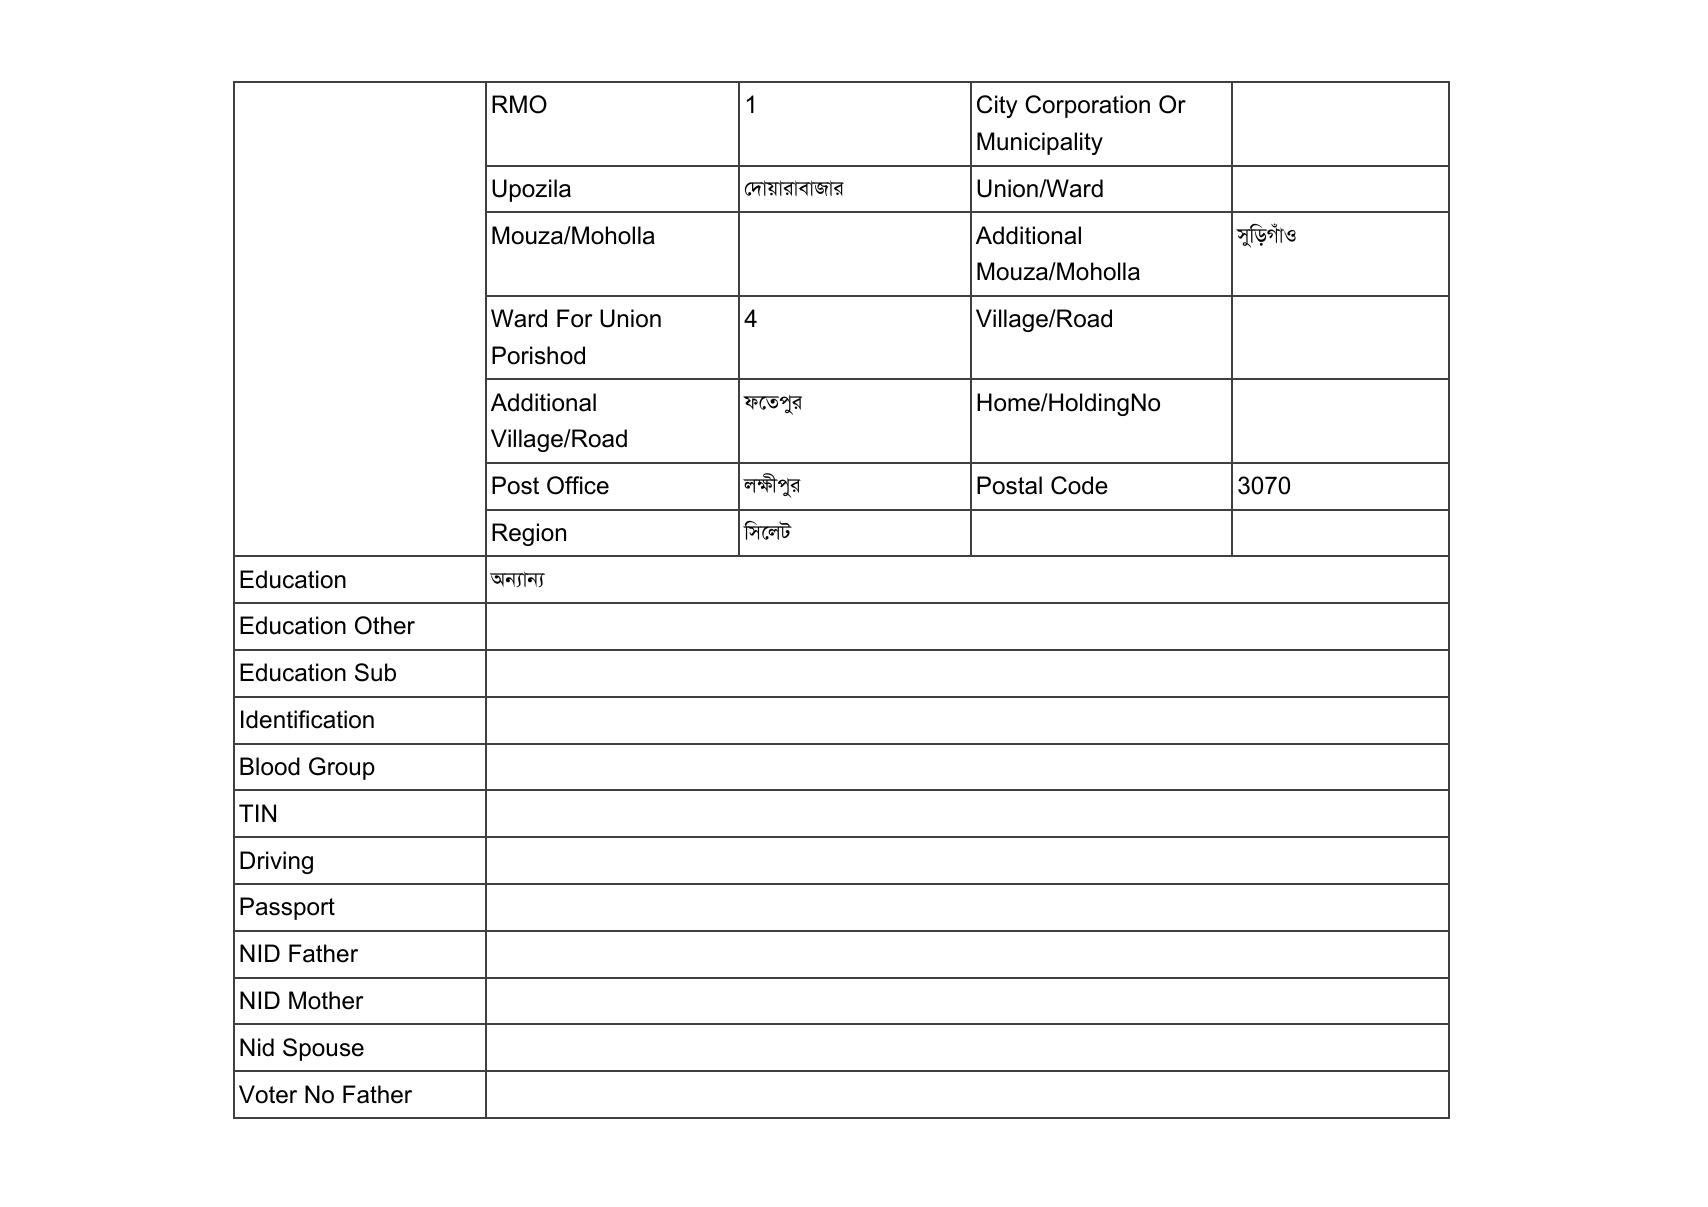 RMO 1 City Corporation Or
Municipality
Upozila দোয়ারাবাজার Union/Ward
Mouza/Moholla Additional সুড়িগাঁও
Mouza/Moholla
Ward For Union 4 Village/Road
Porishod
Additional ফতেপুর Home/HoldingNo
Village/Road
Post Office লক্ষীপুর Postal Code 3070
Region সিলেট
Education অন্যান্য
Education Other
Education Sub
Identification
Blood Group
TIN
Driving
Passport
NID Father
NID Mother
Nid Spouse
Voter No Father